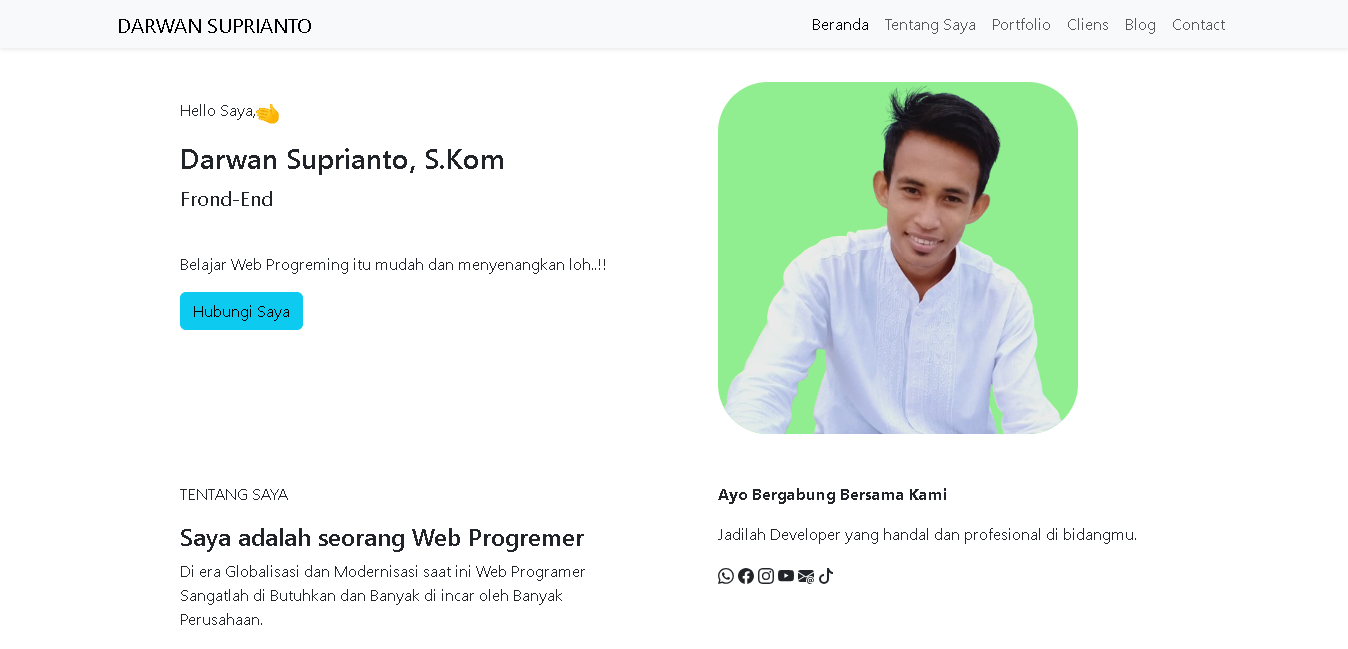 DARWAN SUPRIANTO
Beranda Tentang Saya Portfolio Cliens Blog Contact
Hello Saya,
Darwan Suprianto, S.Kom
Frond-End
Belajar Web Progreming itu mudah dan menyenangkan loh..!!
Hubungi Saya
TENTANG SAYA
Saya adalah seorang Web Progremer
Di era Globalisasi dan Modernisasi saat ini Web Programer
Sangatlah di Butuhkan dan Banyak di incar oleh Banyak
Perusahaan.
Ayo Bergabung Bersama Kami
Jadilah Developer yang handal dan profesional di bidangmu.